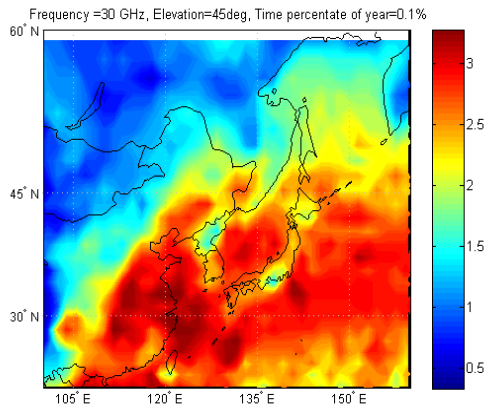 Frequency =30 GHz, Elevation=45deg, Time percentate of year=0.1%
60° N
45° N
30° N
105° E
120° E
135° E
150° E
3
2.5
2
1.5
1
0.5